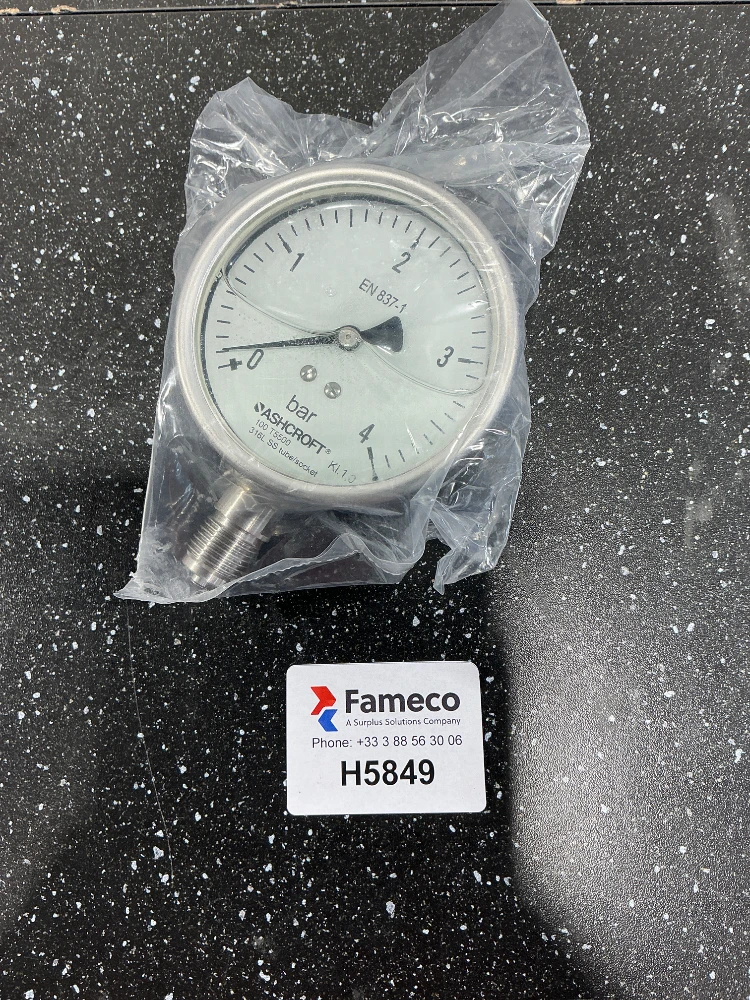 1
2
EN 837-1
0
3
bar
4
ASHCROFT®
100 T5500
316L SS tube/socket
Kl.1.0
Fameco
A Surplus Solutions Company
Phone: +33 3 88 56 30 06
H5849